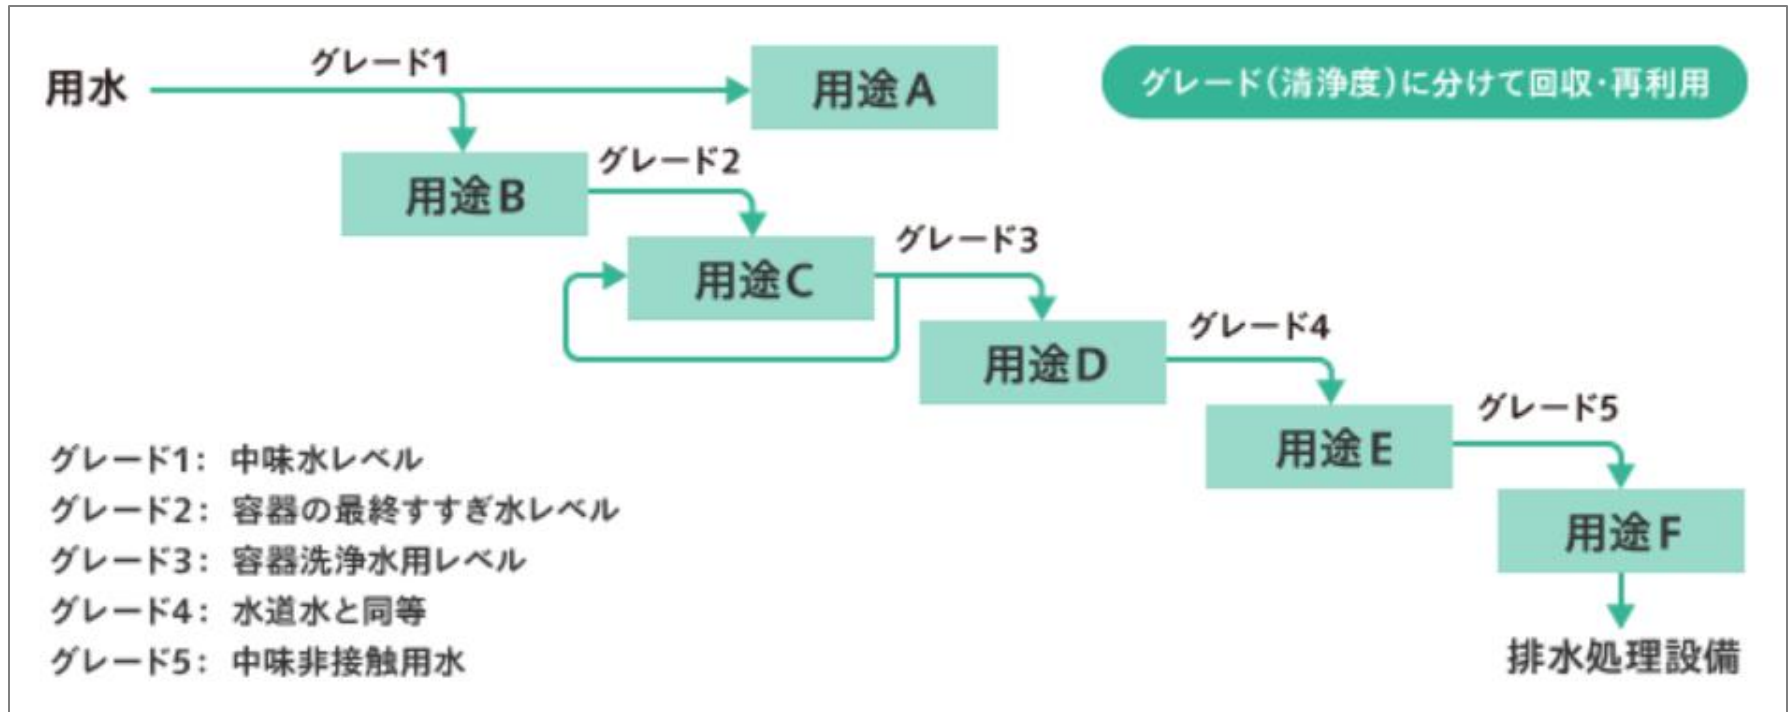 用水
グレード1
用途A
グレード(清浄度)に分けて回収・再利用
用途B
グレード2
用途C
グレード3
用途D
グレード4
用途E
グレード5
用途F
排水処理設備
グレード1: 中味水レベル
グレード2: 容器の最終すすぎ水レベル
グレード3: 容器洗浄水用レベル
グレード4: 水道水と同等
グレード5: 中味非接触用水